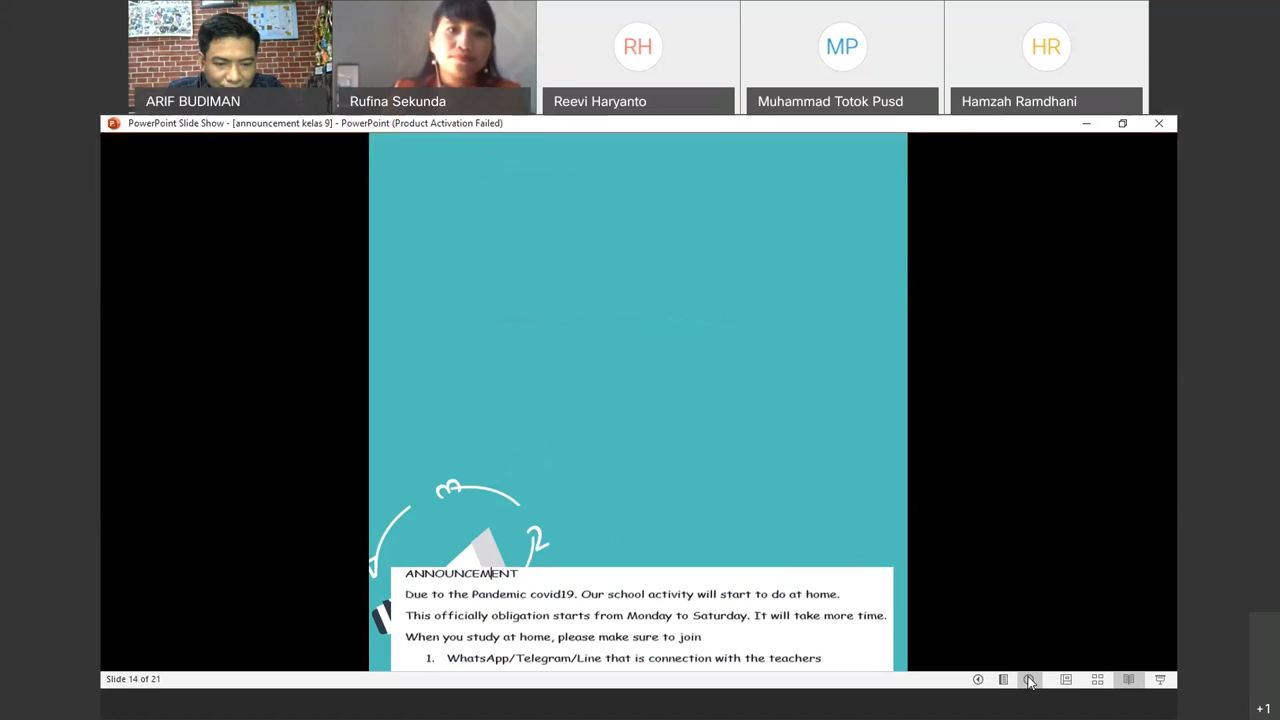 RH
MP
HR
ARIF BUDIMAN
Rufina Sekunda
Reevi Haryanto
Muhammad Totok Pusd
Hamzah Ramdhani
PowerPoint Slide Show - [announcement kelas 9] - PowerPoint (Product Activation Failed)
3
2
ANNOUNCEMENT
Due to the Pandemic covid19. Our school activity will start to do at home.
This officially obligation starts from Monday to Saturday. It will take more time.
When you study at home, please make sure to join
1. WhatsApp/Telegram/Line that is connection with the teachers
Slide 14 of 21
+1